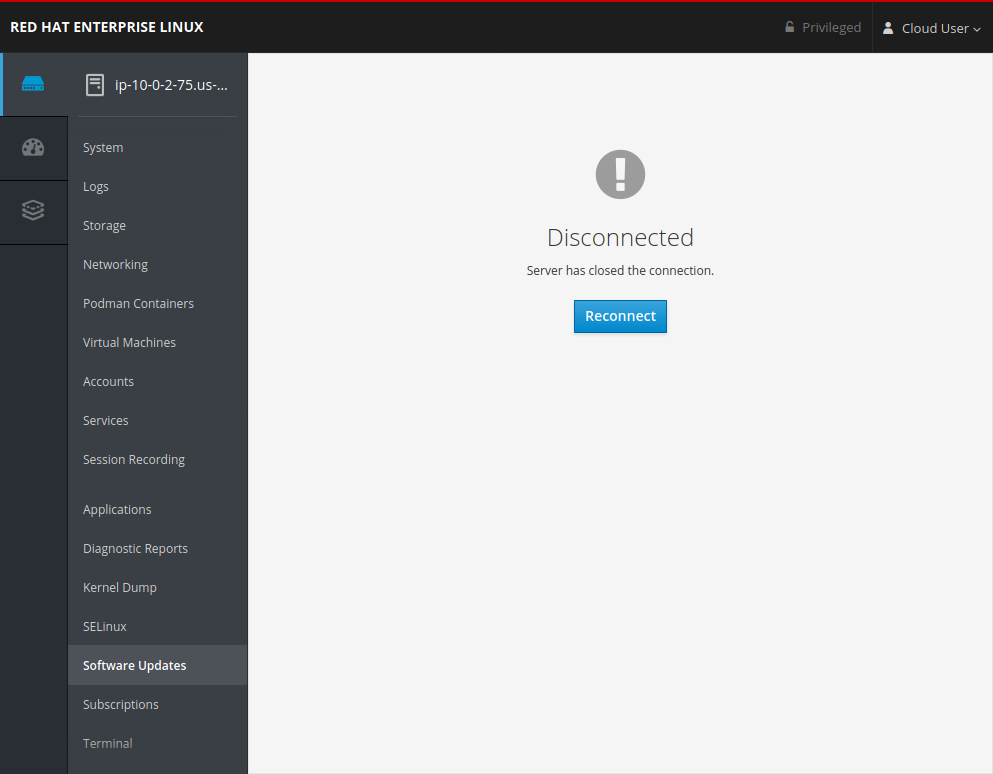 RED HAT ENTERPRISE LINUX
Privileged
Cloud User
ip-10-0-2-75.us-...
System
Logs
Storage
Networking
Podman Containers
Virtual Machines
Accounts
Services
Session Recording
Applications
Diagnostic Reports
Kernel Dump
SELinux
Software Updates
Subscriptions
Terminal
Disconnected
Server has closed the connection.
Reconnect